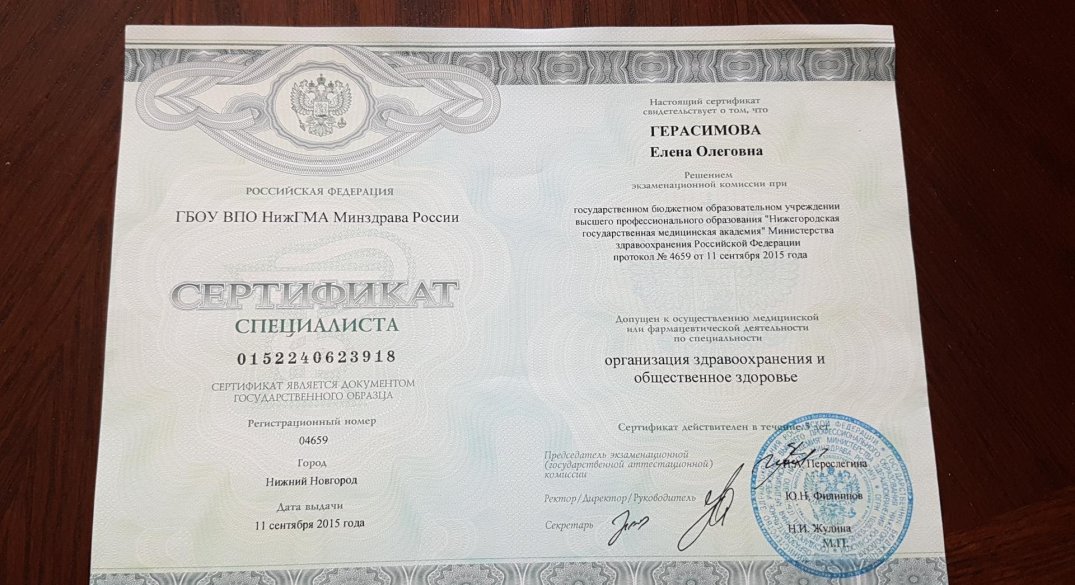 РОССИЙСКАЯ ФЕДЕРАЦИЯ
ГБОУ ВПО НижГМА Минздрава России
СЕРТИФИКАТ
СПЕЦИАЛИСТА
0152240623918
СЕРТИФИКАТ ЯВЛЯЕТСЯ ДОКУМЕНТОМ
ГОСУДАРСТВЕННОГО ОБРАЗЦА
Регистрационный номер
04659
Город
Нижний Новгород
Дата выдачи
11 сентября 2015 года
Настоящий сертификат
свидетельствует о том, что
ГЕРАСИМОВА
Елена Олеговна
Решением
экзаменационной комиссии при
государственном бюджетном образовательном учреждении
высшего профессионального образования "Нижегородская
государственная медицинская академия" Министерства
здравоохранения Российской Федерации
протокол № 4659 от 11 сентября 2015 года
Допущен к осуществлению медицинской
или фармацевтической деятельности
по специальности
организация здравоохранения и
общественное здоровье
Сертификат действителен в течение 5 лет.
Председатель экзаменационной
(государственной аттестационной)
комиссии
Переслегина
Ректор/Директор/Руководитель
Ю.Н. Филиппов
Секретарь
Н.И. Жулина
М.П.